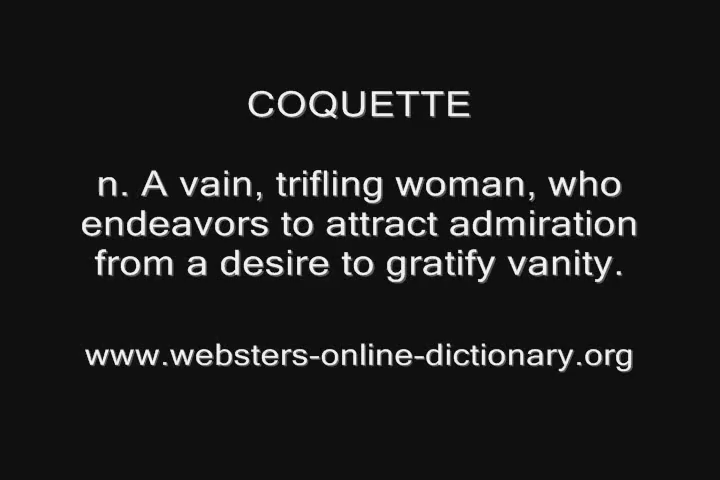 COQUETTE
n. A vain, trifling woman, who
endeavors to attract admiration
from a desire to gratify vanity.
www.websters-online-dictionary.org